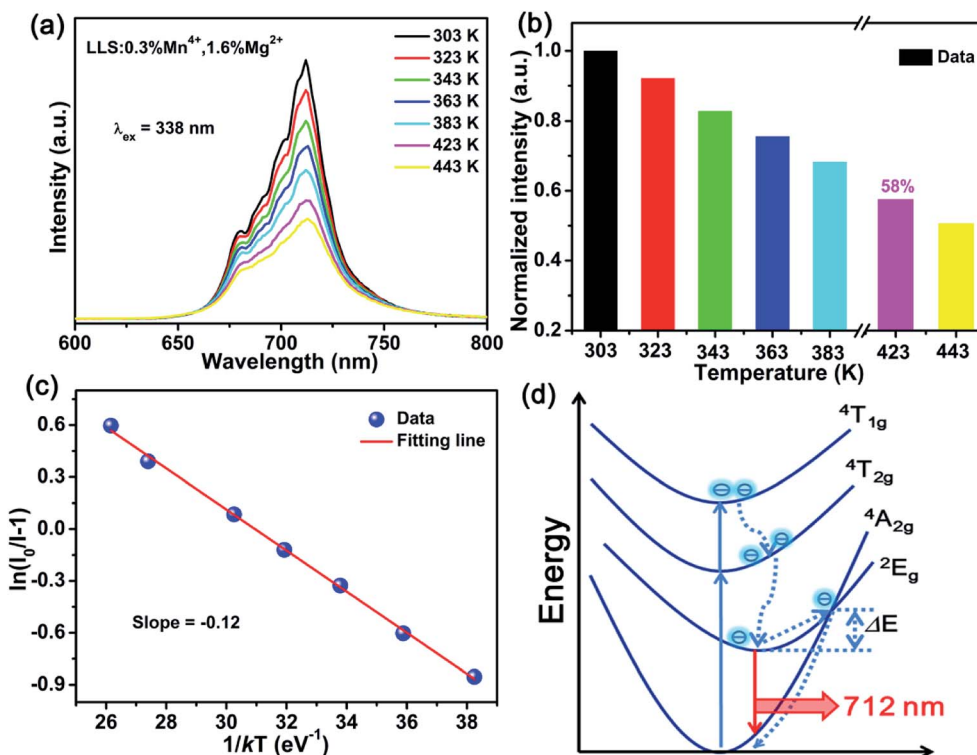 (a)
LLS:0.3%Mn⁴⁺,1.6%Mg²⁺
λex = 338 nm
303 K
323 K
343 K
363 K
383 K
423 K
443 K
Intensity (a.u.)
600 650 700 750 800
Wavelength (nm)
(b)
Data
58%
Normalized intensity (a.u.)
1.0
0.8
0.6
0.4
0.2
303 323 343 363 383 423 443
Temperature (K)
(c)
Data
Fitting line
Slope = -0.12
ln(I₀/I-1)
0.6
0.3
0.0
-0.3
-0.6
-0.9
26 28 30 32 34 36 38
1/kT (eV⁻¹)
(d)
Energy
⁴T₁g
⁴T₂g
⁴A₂g
²Eg
ΔE
712 nm